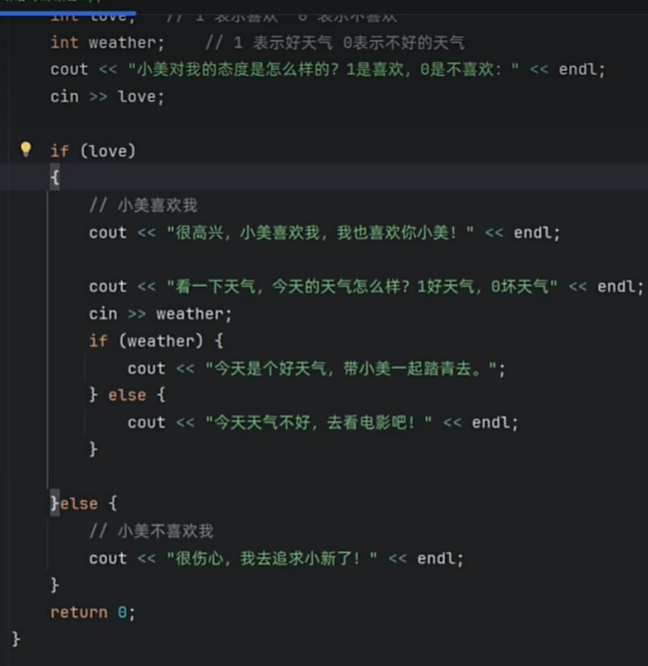 int love;   // 1 表示喜欢  0 表示不喜欢
int weather;    // 1 表示好天气 0表示不好的天气
cout << "小美对我的态度是怎么样的？1是喜欢，0是不喜欢：" << endl;
cin >> love;
if (love)
{
// 小美喜欢我
cout << "很高兴，小美喜欢我，我也喜欢你小美！" << endl;
cout << "看一下天气，今天的天气怎么样？1好天气，0坏天气" << endl;
cin >> weather;
if (weather) {
cout << "今天是个好天气，带小美一起踏青去。";
} else {
cout << "今天天气不好，去看电影吧！" << endl;
}
}else {
// 小美不喜欢我
cout << "很伤心，我去追求小新了！" << endl;
}
return 0;
}